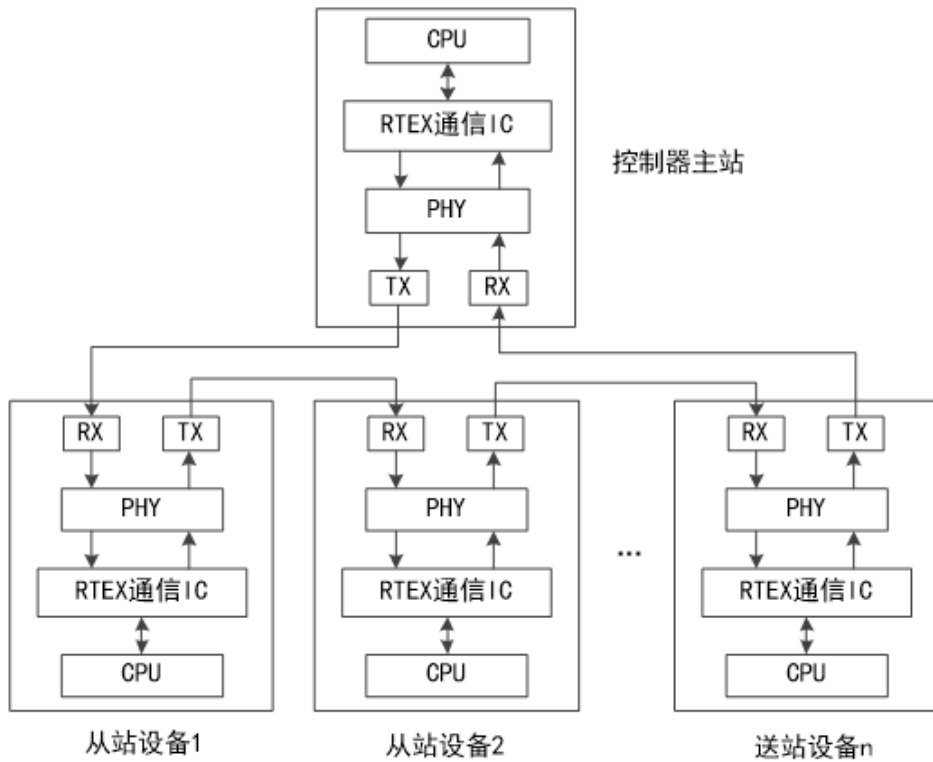 CPU
RTEX通信IC
控制器主站
PHY
TX RX
RX TX RX TX RX TX
PHY PHY PHY
...
RTEX通信IC RTEX通信IC RTEX通信IC
CPU CPU CPU
从站设备1 从站设备2 送站设备n